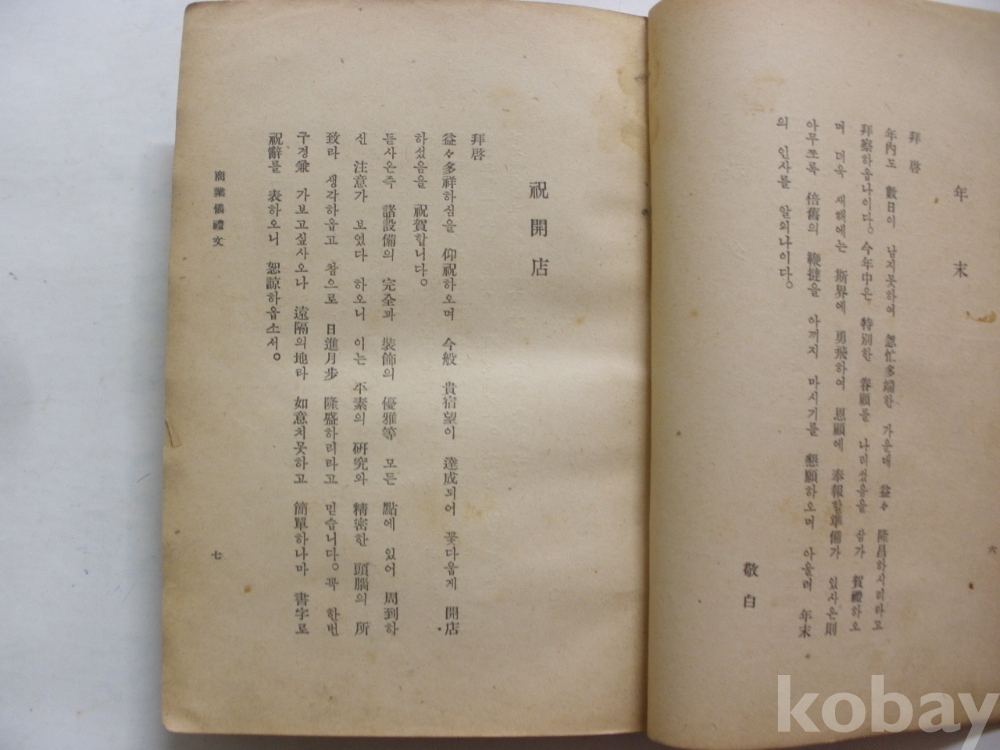 年末
拜啓
年內도 數日이 남지못하여 怱忙多端한 가운데 益々 隆昌하시리라고
拜察하옵나이다。今年中은, 特別한 眷顧를 나리셨음을 삼가 賀禮하오
며 더욱 새해에는 斯界에 勇飛하여 恩顧에 奉報할準備가 있사온則
아무쪼록 倍舊의 鞭撻을 아끼지 마시기를 懇願하오며 아울러 年末
의 인사를 알외나이다。
敬白
六
祝開店
拜啓
益々多祥하심을 仰祝하오며 今般 貴宿望이 達成되어 꽃다웁게 開店
하섰음을 祝賀합니다。
듣사온즉 諸設備의 完全과 裝飾의 優雅等 모든 點에 있어 周到하
신 注意가 보였다 하오니 이는 平素의 硏究와 精密한 頭腦의 所
致라 생각하옵고 참으로 日進月步 隆盛하리라고 믿습니다。꼭 한번
구경兼 가보고싶사오나 遠隔의地라 如意치못하고 簡單하나마 書字로
祝辭를 表하오니 恕諒하옵소서。
商業儀禮文
七
kobay